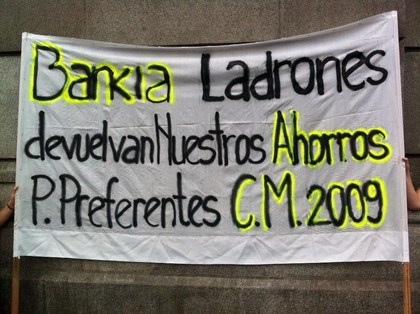 Bankia Ladrones
devuelvan Nuestros Ahorros
P. Preferentes C.M. 2009